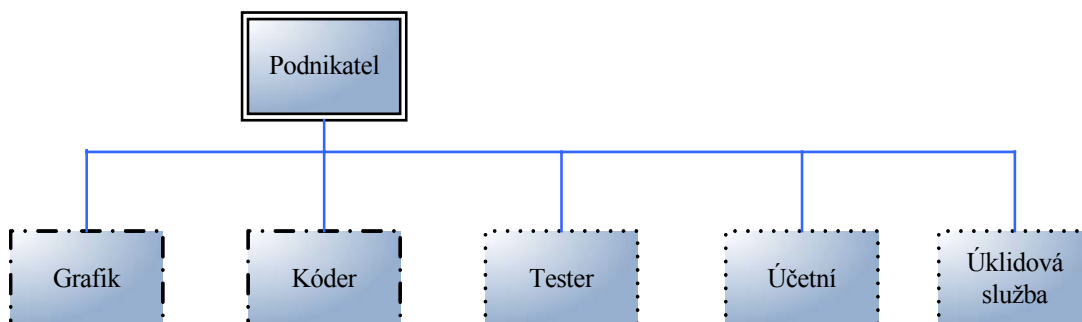 Podnikatel
Grafik
Kóder
Tester
Účetní
Úklidová
služba